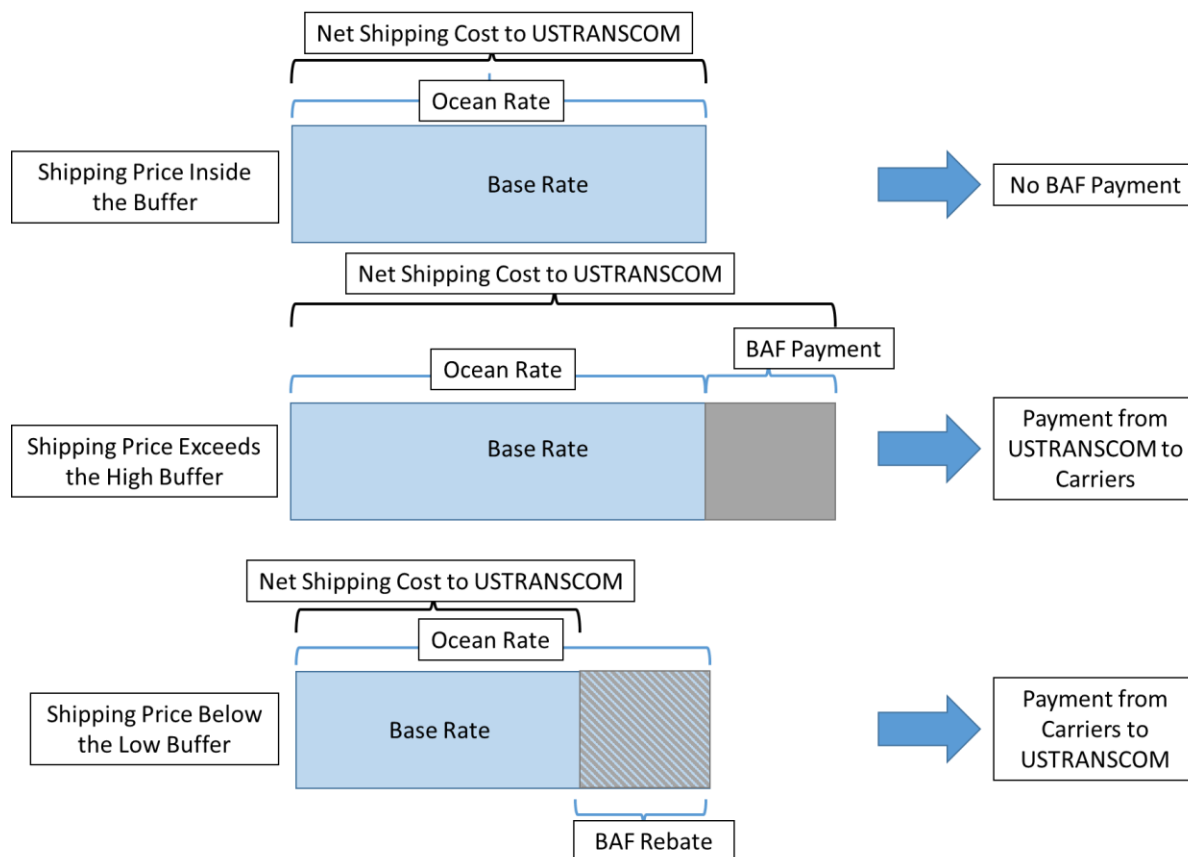 Net Shipping Cost to USTRANSCOM
Ocean Rate
Shipping Price Inside
the Buffer
Base Rate
No BAF Payment
Net Shipping Cost to USTRANSCOM
BAF Payment
Ocean Rate
Shipping Price Exceeds
the High Buffer
Base Rate
Payment from
USTRANSCOM to
Carriers
Net Shipping Cost to USTRANSCOM
Ocean Rate
Shipping Price Below
the Low Buffer
Base Rate
Payment from
Carriers to
USTRANSCOM
BAF Rebate